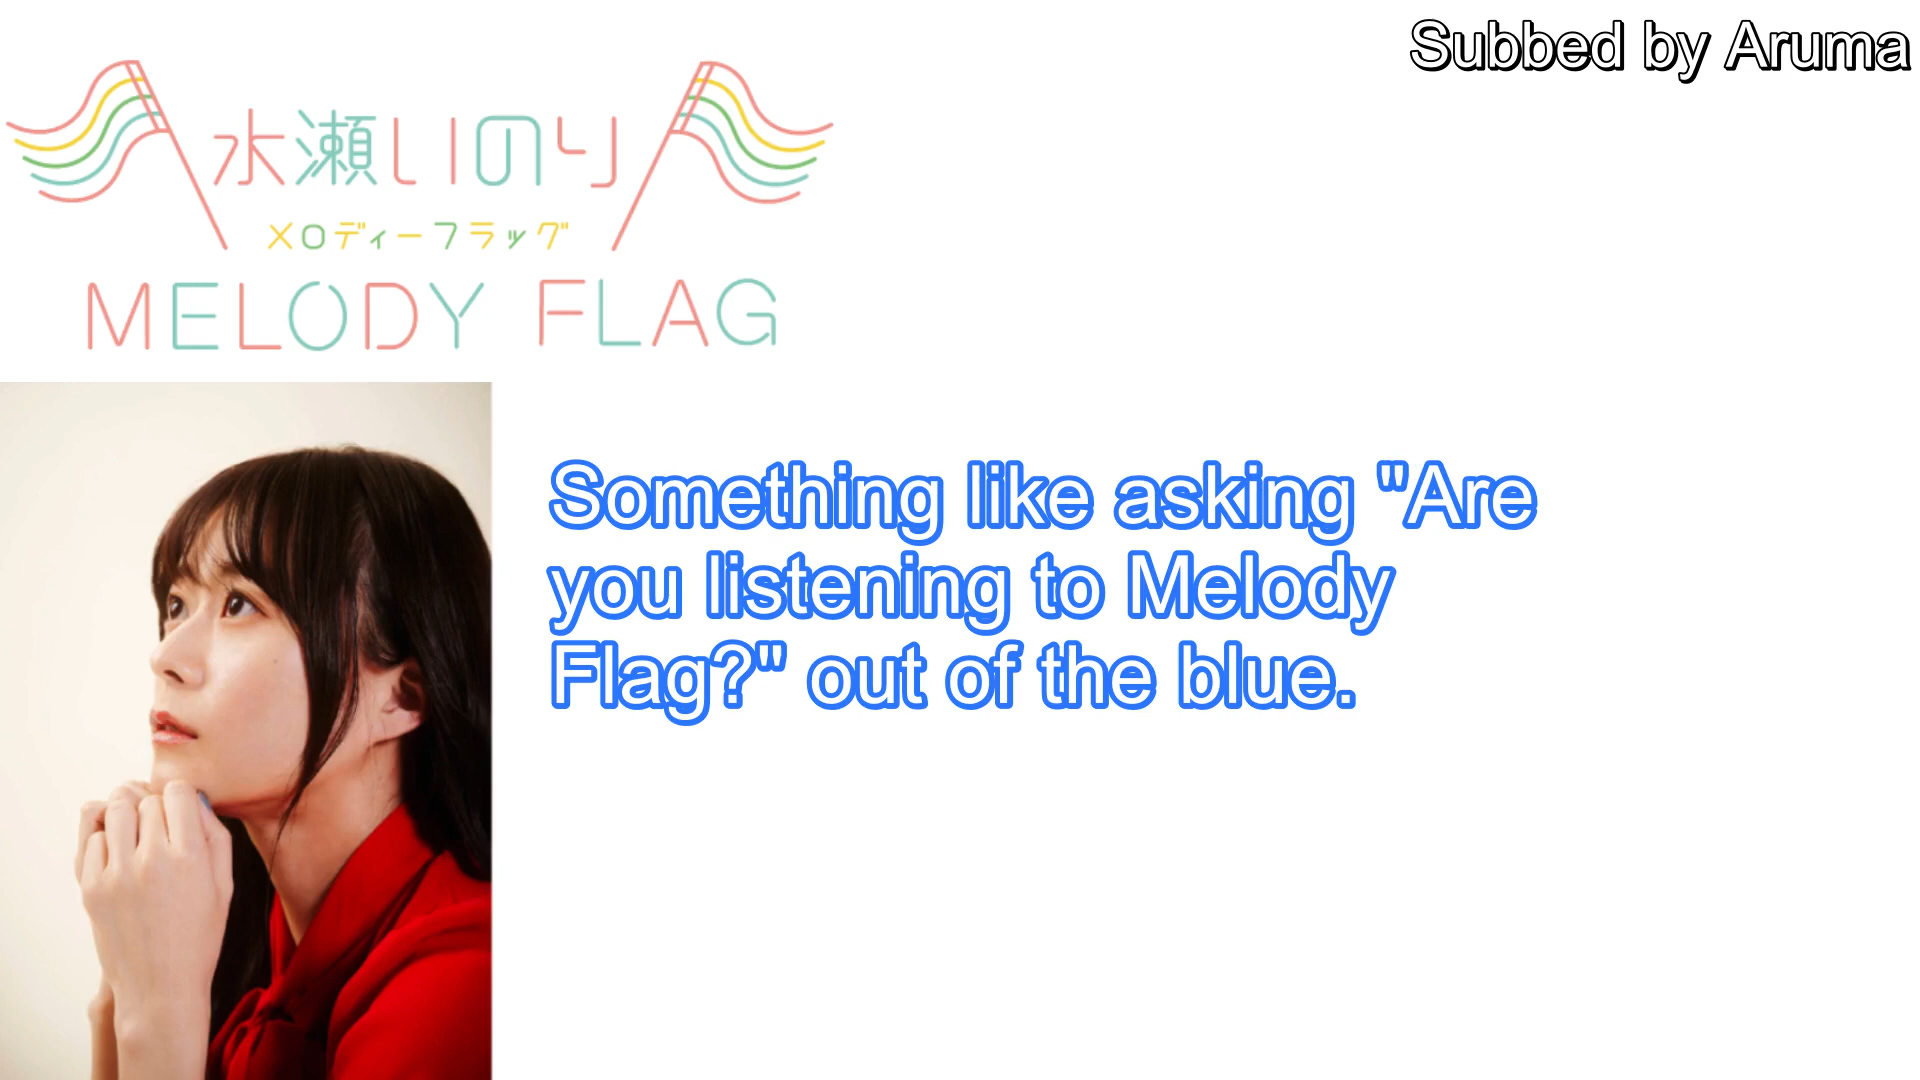 Subbed by Aruma
水瀬いのり
メロディーフラッグ
MELODY FLAG
Something like asking "Are
you listening to Melody
Flag?" out of the blue.